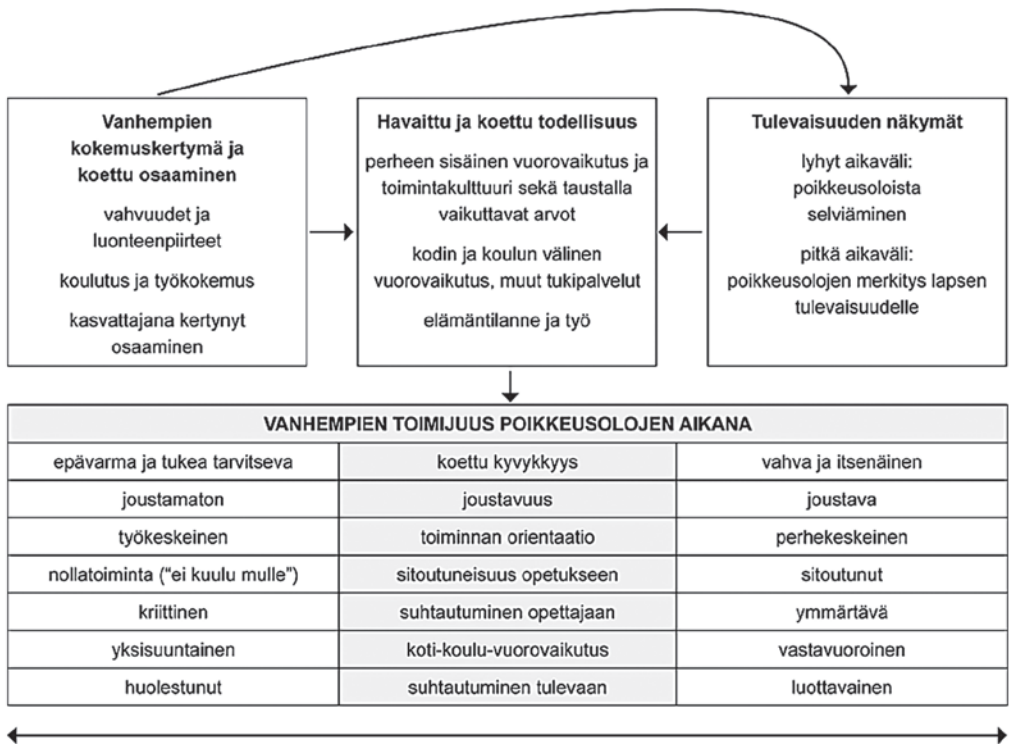 Vanhempien
kokemuskertymä ja
koettu osaaminen
vahvuudet ja
luonteenpiirteet
koulutus ja työkokemus
kasvattajana kertynyt
osaaminen
Havaittu ja koettu todellisuus
perheen sisäinen vuorovaikutus ja
toimintakulttuuri sekä taustalla
vaikuttavat arvot
kodin ja koulun välinen
vuorovaikutus, muut tukipalvelut
elämäntilanne ja työ
Tulevaisuuden näkymät
lyhyt aikaväli:
poikkeusoloista
selviäminen
pitkä aikaväli:
poikkeusolojen merkitys lapsen
tulevaisuudelle
VANHEMPIEN TOIMIJUUS POIKKEUSOLOJEN AIKANA
epävarma ja tukea tarvitseva koettu kyvykkyys vahva ja itsenäinen
joustamaton joustavuus joustava
työkeskeinen toiminnan orientaatio perhekeskeinen
nollatoiminta ("ei kuulu mulle") sitoutuneisuus opetukseen sitoutunut
kriittinen suhtautuminen opettajaan ymmärtävä
yksisuuntainen koti-koulu-vuorovaikutus vastavuoroinen
huolestunut suhtautuminen tulevaan luottavainen